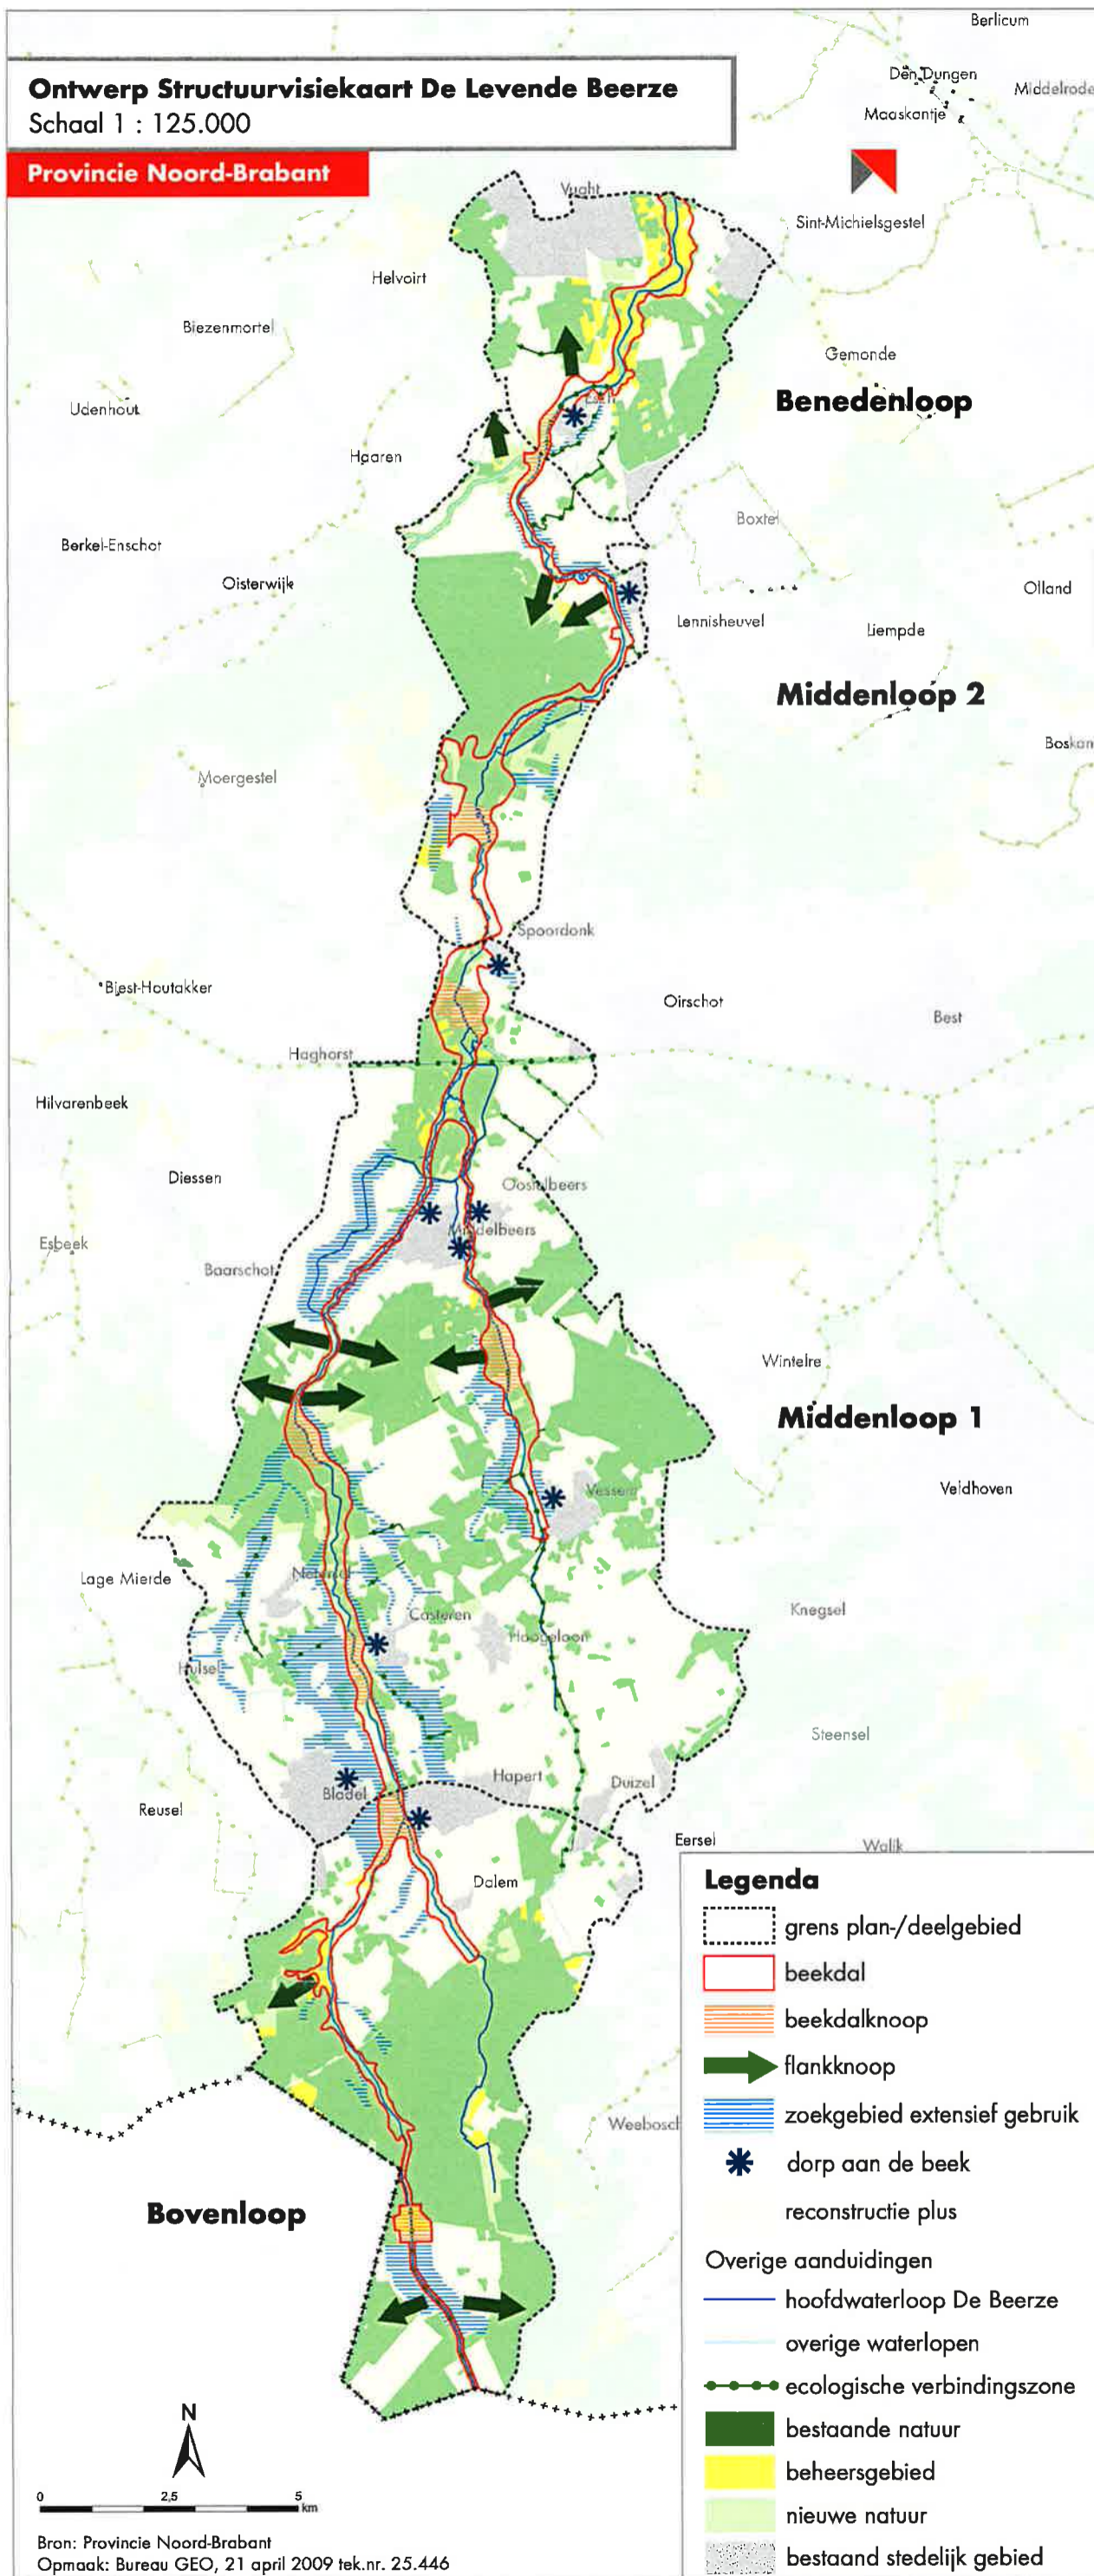 Berlicum
Ontwerp Structuurvisiekaart De Levende Beerze
Schaal 1 : 125.000
Provincie Noord-Brabant
Den Dungen
Middelrode
Maaskantje
Vught
Sint-Michielsgestel
Helvoirt
Biezenmortel
Gemonde
Benedenloop
Udenhout
Esch
Haaren
Boxtel
Berkel-Enschot
Oisterwijk
Olland
Lennisheuvel
Liempde
Middenloop 2
Boskan
Moergestel
Spoordonk
Biest-Houtakker
Oirschot
Best
Haghorst
Hilvarenbeek
Diessen
Oostelbeers
Middelbeers
Esbeek
Baarschot
Wintelre
Middenloop 1
Vessem
Veldhoven
Lage Mierde
Netersel
Casteren
Knegsel
Hoogeloon
Hulsel
Steensel
Hapert
Duizel
Bladel
Reusel
Eersel
Walik
Dalem
Weebosch
Bovenloop
Legenda
grens plan-/deelgebied
beekdal
beekdalknoop
flankknoop
zoekgebied extensief gebruik
dorp aan de beek
reconstructie plus
Overige aanduidingen
hoofdwaterloop De Beerze
overige waterlopen
ecologische verbindingszone
bestaande natuur
beheersgebied
nieuwe natuur
bestaand stedelijk gebied
N
0 2,5 5
km
Bron: Provincie Noord-Brabant
Opmaak: Bureau GEO, 21 april 2009 tek.nr. 25.446